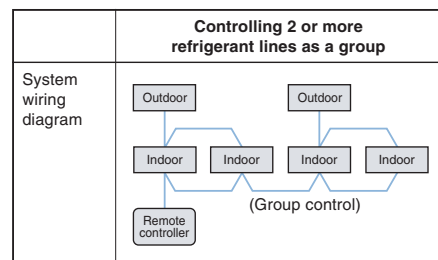 Controlling 2 or more
refrigerant lines as a group
System
wiring
diagram
Outdoor
Outdoor
Indoor
Indoor
Indoor
Indoor
(Group control)
Remote
controller